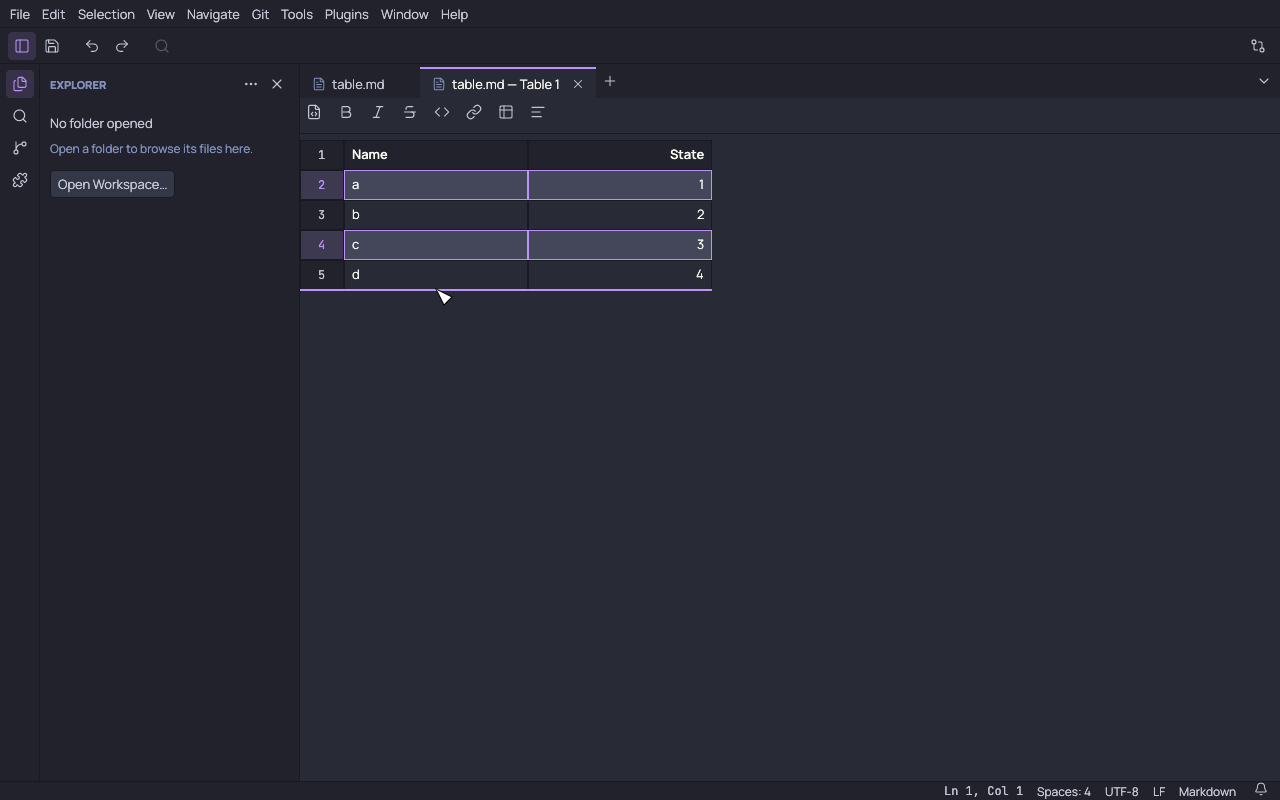 File Edit Selection View Navigate Git Tools Plugins Window Help
EXPLORER
No folder opened
Open a folder to browse its files here.
Open Workspace...
table.md
table.md — Table 1
1 Name State
2 a 1
3 b 2
4 c 3
5 d 4
Ln 1, Col 1 Spaces: 4 UTF-8 LF Markdown